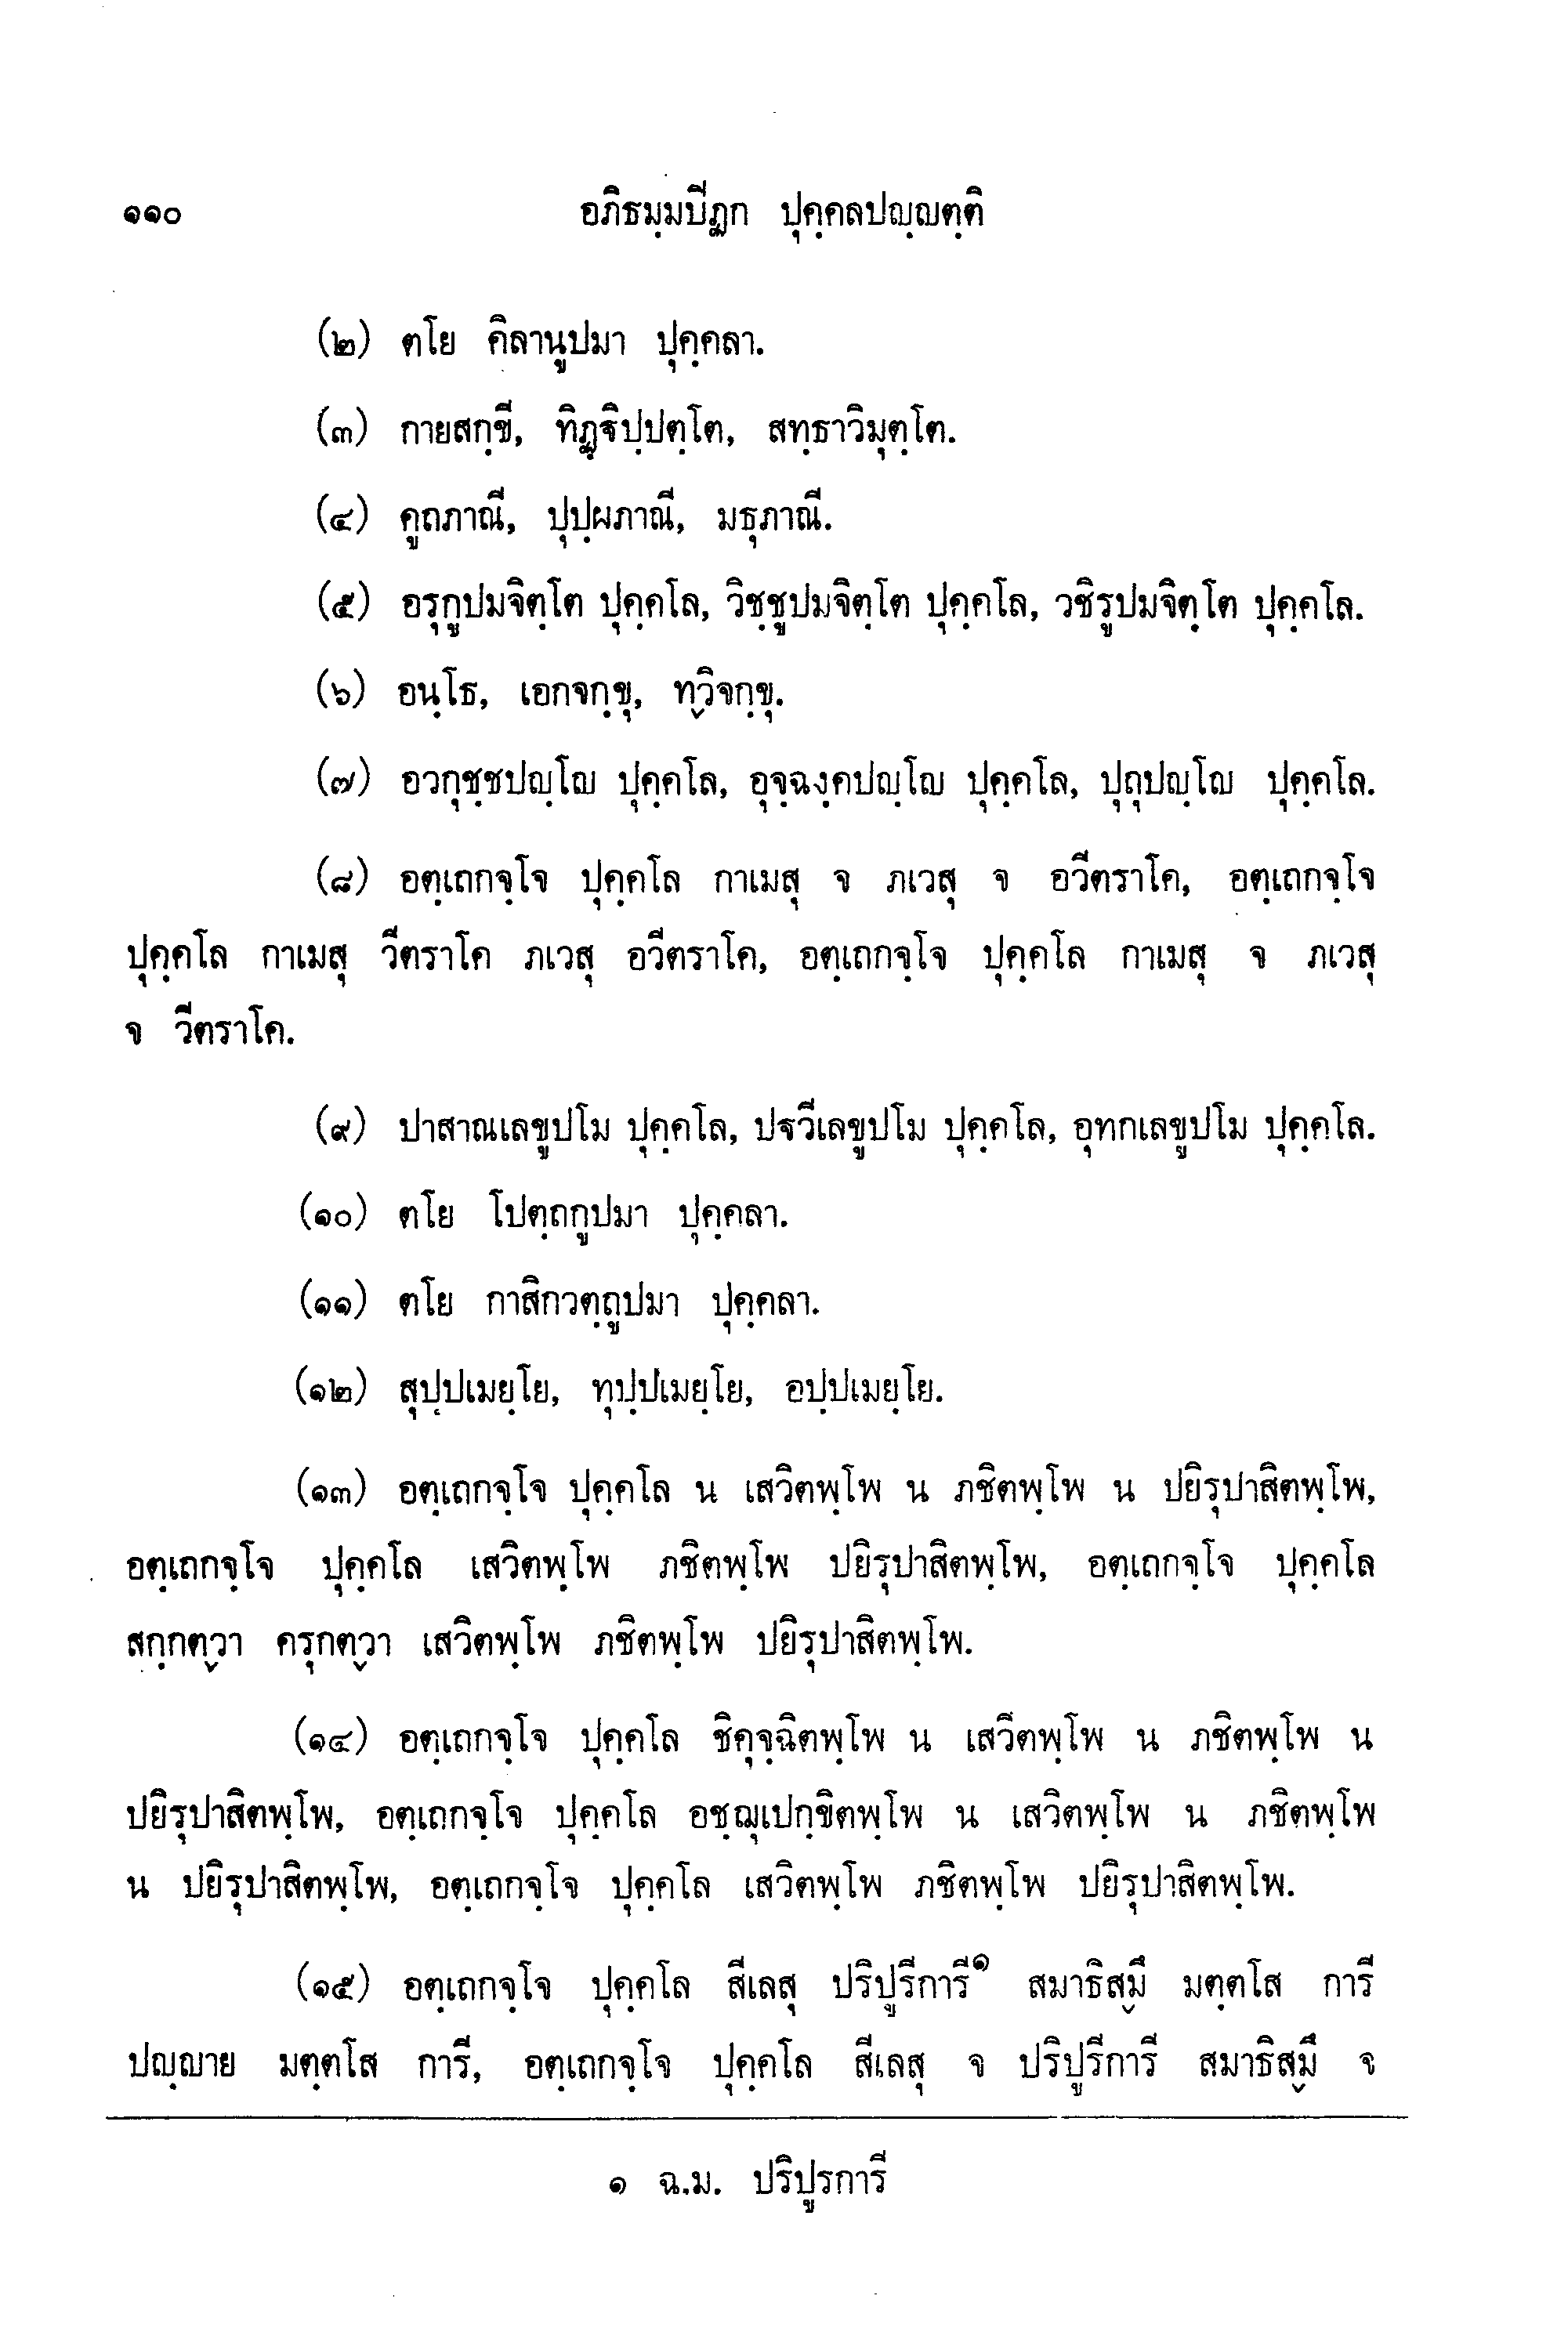 ๑๑๐ อภิธมฺมปิฏก ปุคฺคลปญฺญตฺติ
(๒) ตโย คิลานูปมา ปุคฺคลา.
(๓) กายสกฺขี, ทิฏฺฐิปฺปตฺโต, สทฺธาวิมุตฺโต.
(๔) คูถภาณี, ปุปฺผภาณี, มธุภาณี.
(๕) อรุกูปมจิตฺโต ปุคฺคโล, วิชฺชูปมจิตฺโต ปุคฺคโล, วชิรูปมจิตฺโต ปุคฺคโล.
(๖) อนฺโธ, เอกจกฺขุ, ทฺวิจกฺขุ.
(๗) อวกุชฺชปญฺโญ ปุคฺคโล, อุจฺฉงฺคปญฺโญ ปุคฺคโล, ปุถุปญฺโญ ปุคฺคโล.
(๘) อตฺเถกจฺโจ ปุคฺคโล กาเมสุ จ ภเวสุ จ อวีตราโค, อตฺเถกจฺโจ
ปุคฺคโล กาเมสุ วีตราโค ภเวสุ อวีตราโค, อตฺเถกจฺโจ ปุคฺคโล กาเมสุ จ ภเวสุ
จ วีตราโค.
(๙) ปาสาณเลขูปโม ปุคฺคโล, ปฐวีเลขูปโม ปุคฺคโล, อุทกเลขูปโม ปุคฺคโล.
(๑๐) ตโย โปตฺถกูปมา ปุคฺคลา.
(๑๑) ตโย กาสิกวตฺถูปมา ปุคฺคลา.
(๑๒) สุปฺปเมยฺโย, ทุปฺปเมยฺโย, อปฺปเมยฺโย.
(๑๓) อตฺเถกจฺโจ ปุคฺคโล น เสวิตพฺโพ น ภชิตพฺโพ น ปยิรุปาสิตพฺโพ,
อตฺเถกจฺโจ ปุคฺคโล เสวิตพฺโพ ภชิตพฺโพ ปยิรุปาสิตพฺโพ, อตฺเถกจฺโจ ปุคฺคโล
สกฺกตฺวา ครุกตฺวา เสวิตพฺโพ ภชิตพฺโพ ปยิรุปาสิตพฺโพ.
(๑๔) อตฺเถกจฺโจ ปุคฺคโล ชิคุจฺฉิตพฺโพ น เสวิตพฺโพ น ภชิตพฺโพ น
ปยิรุปาสิตพฺโพ, อตฺเถกจฺโจ ปุคฺคโล อชฺฌุเปกฺขิตพฺโพ น เสวิตพฺโพ น ภชิตพฺโพ
น ปยิรุปาสิตพฺโพ, อตฺเถกจฺโจ ปุคฺคโล เสวิตพฺโพ ภชิตพฺโพ ปยิรุปาสิตพฺโพ.
(๑๕) อตฺเถกจฺโจ ปุคฺคโล สีเลสุ ปริปูรีการี๑ สมาธิสฺมึ มตฺตโส การี
ปญฺญาย มตฺตโส การี, อตฺเถกจฺโจ ปุคฺคโล สีเลสุ จ ปริปูรีการี สมาธิสฺมึ จ
๑ ฉ.ม. ปริปูรการี